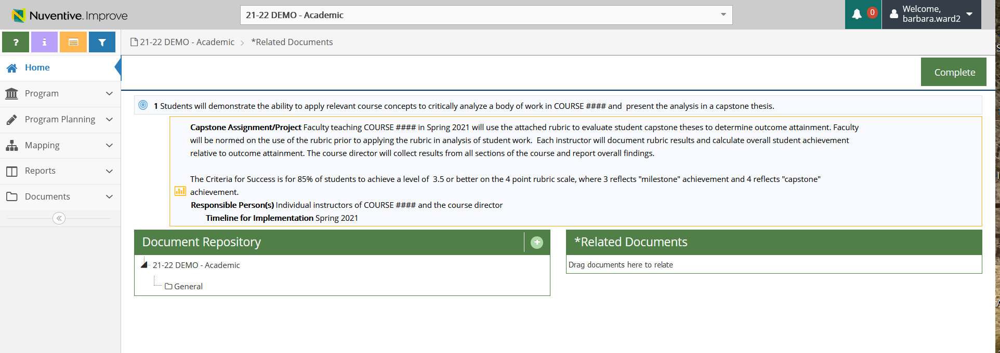 Nuventive Improve
21-22 DEMO - Academic
0
Welcome,
barbara.ward2
?
i
21-22 DEMO - Academic > *Related Documents
Home
Program
Program Planning
Mapping
Reports
Documents
Complete
1 Students will demonstrate the ability to apply relevant course concepts to critically analyze a body of work in COURSE #### and  present the analysis in a capstone thesis.
Capstone Assignment/Project Faculty teaching COURSE #### in Spring 2021 will use the attached rubric to evaluate student capstone theses to determine outcome attainment. Faculty
will be normed on the use of the rubric prior to applying the rubric in analysis of student work.  Each instructor will document rubric results and calculate overall student achievement
relative to outcome attainment. The course director will collect results from all sections of the course and report overall findings.
The Criteria for Success is for 85% of students to achieve a level of  3.5 or better on the 4 point rubric scale, where 3 reflects "milestone" achievement and 4 reflects "capstone"
achievement.
Responsible Person(s) Individual instructors of COURSE #### and the course director
Timeline for Implementation Spring 2021
Document Repository
21-22 DEMO - Academic
General
*Related Documents
Drag documents here to relate